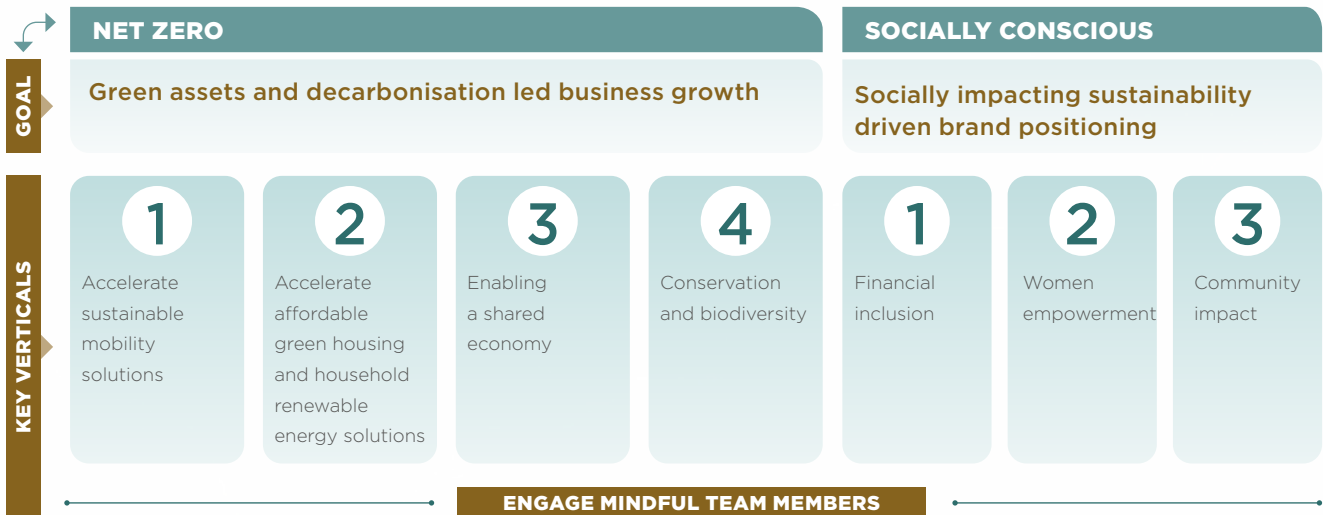 NET ZERO
SOCIALLY CONSCIOUS
GOAL
Green assets and decarbonisation led business growth
Socially impacting sustainability
driven brand positioning
KEY VERTICALS
1
Accelerate
sustainable
mobility
solutions
2
Accelerate
affordable
green housing
and household
renewable
energy solutions
3
Enabling
a shared
economy
4
Conservation
and biodiversity
1
Financial
inclusion
2
Women
empowerment
3
Community
impact
ENGAGE MINDFUL TEAM MEMBERS